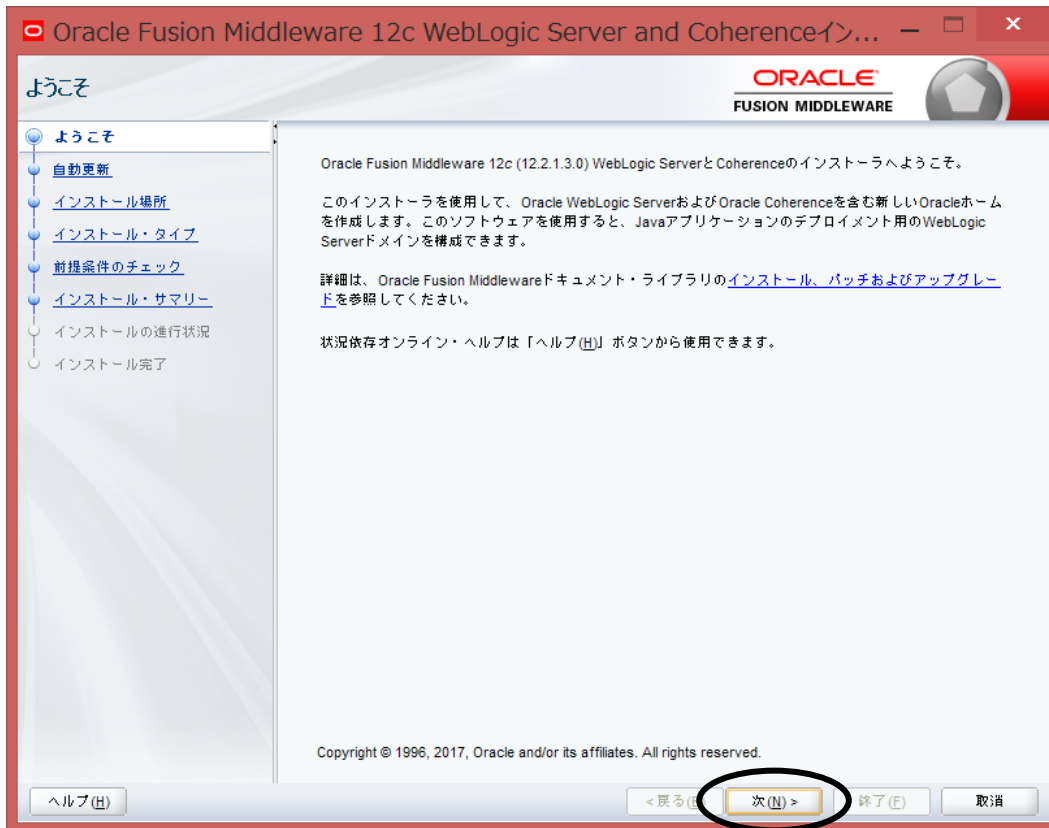 Oracle Fusion Middleware 12c WebLogic Server and Coherenceイン...
ようこそ
ORACLE
FUSION MIDDLEWARE
ようこそ
自動更新
インストール場所
インストール・タイプ
前提条件のチェック
インストール・サマリー
インストールの進行状況
インストール完了
Oracle Fusion Middleware 12c (12.2.1.3.0) WebLogic ServerとCoherenceのインストーラへようこそ。
このインストーラを使用して、Oracle WebLogic ServerおよびOracle Coherenceを含む新しいOracleホーム
を作成します。このソフトウェアを使用すると、Javaアプリケーションのデプロイメント用のWebLogic
Serverドメインを構成できます。
詳細は、Oracle Fusion Middlewareドキュメント・ライブラリのインストール、パッチおよびアップグレー
ドを参照してください。
状況依存オンライン・ヘルプは「ヘルプ(H)」ボタンから使用できます。
Copyright © 1996, 2017, Oracle and/or its affiliates. All rights reserved.
ヘルプ(H)
<戻る(B)
次(N) >
終了(F)
取消